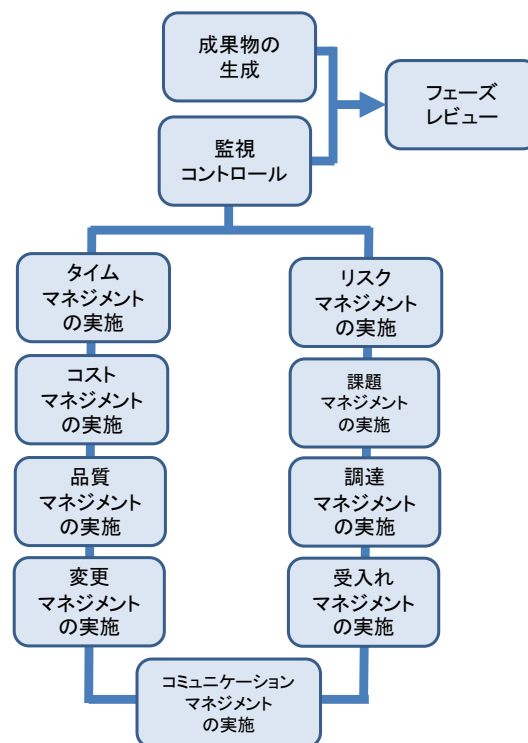 成果物の
生成
フェーズ
レビュー
監視
コントロール
タイム
マネジメント
の実施
リスク
マネジメント
の実施
コスト
マネジメント
の実施
課題
マネジメント
の実施
品質
マネジメント
の実施
調達
マネジメント
の実施
変更
マネジメント
の実施
受入れ
マネジメント
の実施
コミュニケーション
マネジメント
の実施